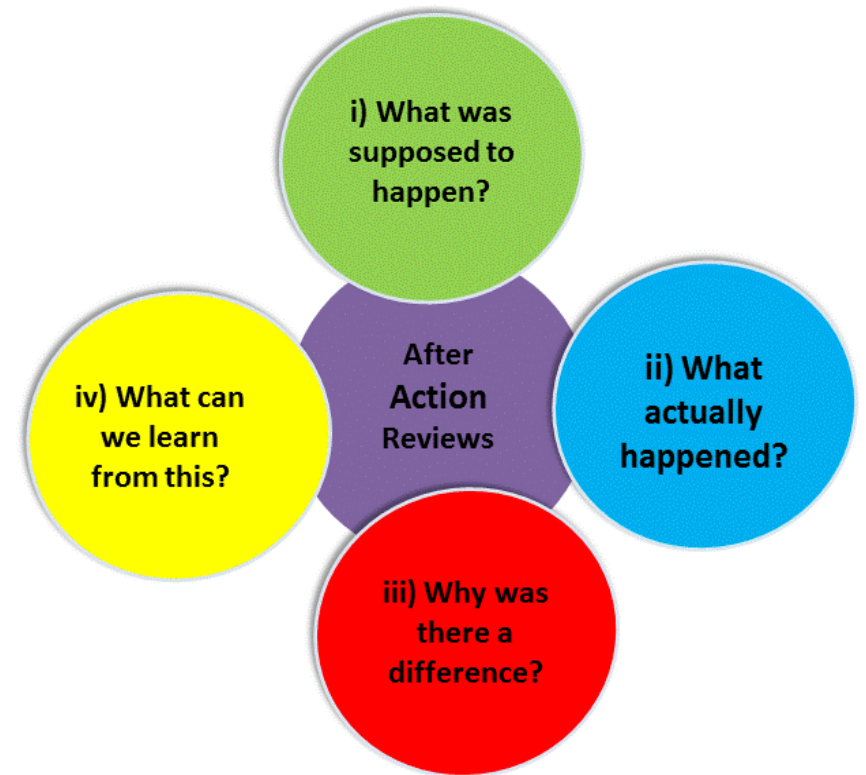 i) What was
supposed to
happen?
After
Action
Reviews
ii) What
actually
happened?
iii) Why was
there a
difference?
iv) What can
we learn
from this?